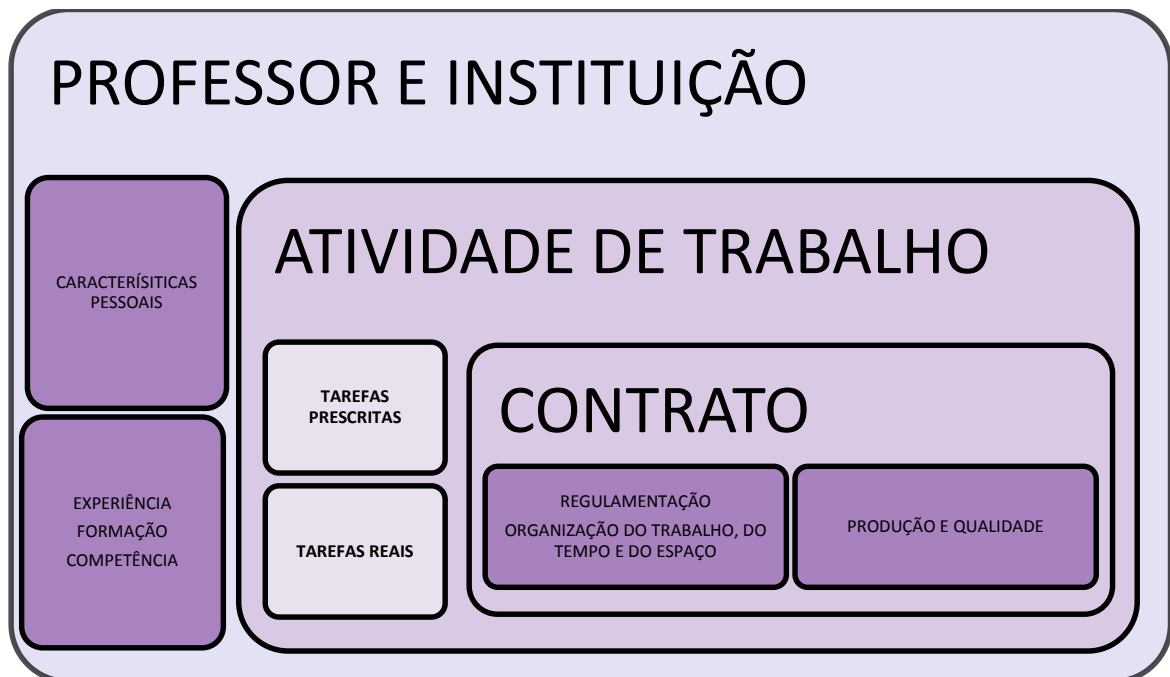 PROFESSOR E INSTITUIÇÃO
CARACTERÍSITICAS
PESSOAIS
EXPERIÊNCIA
FORMAÇÃO
COMPETÊNCIA
ATIVIDADE DE TRABALHO
TAREFAS
PRESCRITAS
TAREFAS REAIS
CONTRATO
REGULAMENTAÇÃO
ORGANIZAÇÃO DO TRABALHO, DO
TEMPO E DO ESPAÇO
PRODUÇÃO E QUALIDADE